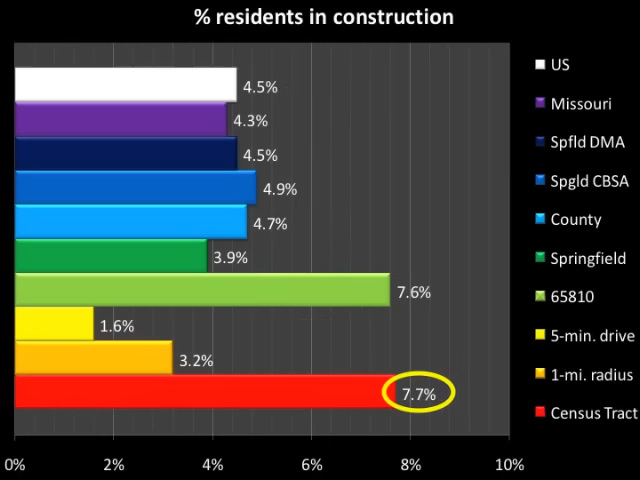 % residents in construction
US
4.5%
Missouri
4.3%
Spfld DMA
4.5%
Spgld CBSA
4.9%
County
4.7%
Springfield
3.9%
65810
7.6%
5-min. drive
1.6%
1-mi. radius
3.2%
Census Tract
7.7%
0% 2% 4% 6% 8% 10%